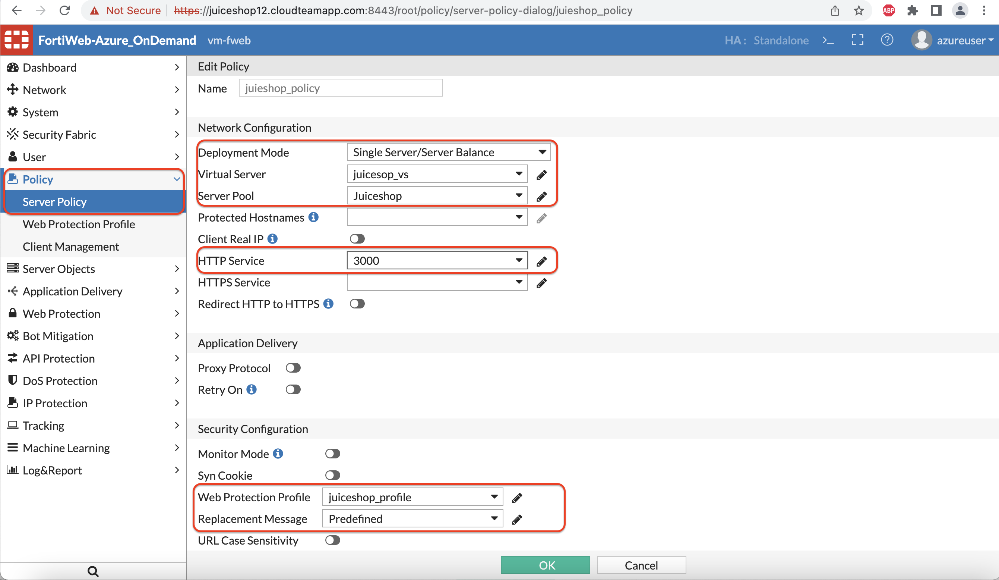 Not Secure https://juiceshop12.cloudteamapp.com:8443/root/policy/server-policy-dialog/juieshop_policy ABP
FortiWeb-Azure_OnDemand vm-fweb HA: Standalone >_ ? azureuser
Dashboard
Network
System
Security Fabric
User
Policy
Server Policy
Web Protection Profile
Client Management
Server Objects
Application Delivery
Web Protection
Bot Mitigation
API Protection
DoS Protection
IP Protection
Tracking
Machine Learning
Log&Report
Edit Policy
Name juieshop_policy
Network Configuration
Deployment Mode Single Server/Server Balance
Virtual Server juicesop_vs
Server Pool Juiceshop
Protected Hostnames i
Client Real IP i
HTTP Service 3000
HTTPS Service
Redirect HTTP to HTTPS i
Application Delivery
Proxy Protocol
Retry On i
Security Configuration
Monitor Mode i
Syn Cookie
Web Protection Profile juiceshop_profile
Replacement Message Predefined
URL Case Sensitivity
OK Cancel